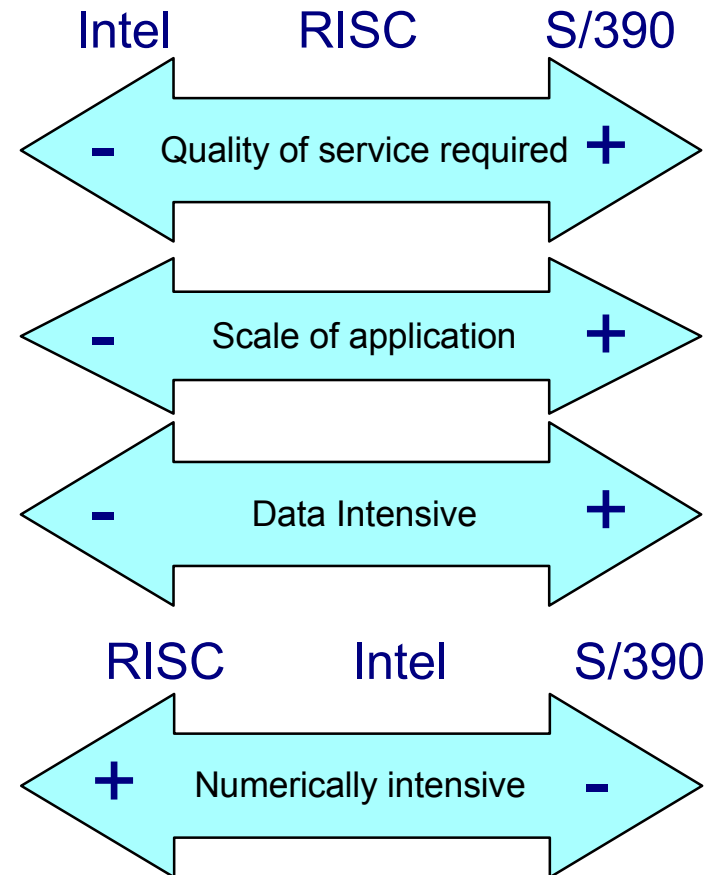 Intel RISC S/390
- Quality of service required +
- Scale of application +
- Data Intensive +
RISC Intel S/390
+ Numerically intensive -